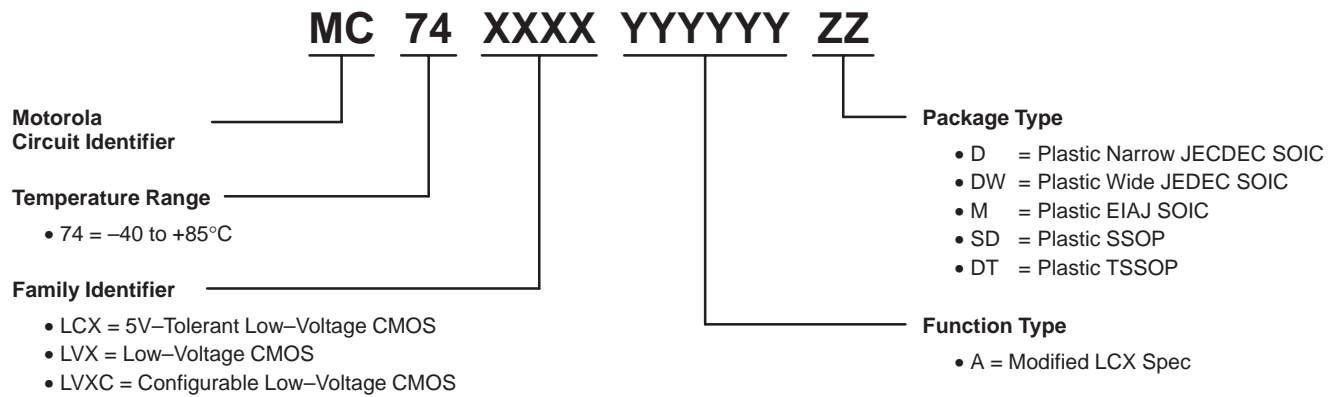 MC 74 XXXX YYYYYY ZZ
Motorola
Circuit Identifier
Temperature Range
• 74 = –40 to +85°C
Family Identifier
• LCX = 5V–Tolerant Low–Voltage CMOS
• LVX = Low–Voltage CMOS
• LVXC = Configurable Low–Voltage CMOS
Package Type
• D = Plastic Narrow JECDEC SOIC
• DW = Plastic Wide JEDEC SOIC
• M = Plastic EIAJ SOIC
• SD = Plastic SSOP
• DT = Plastic TSSOP
Function Type
• A = Modified LCX Spec